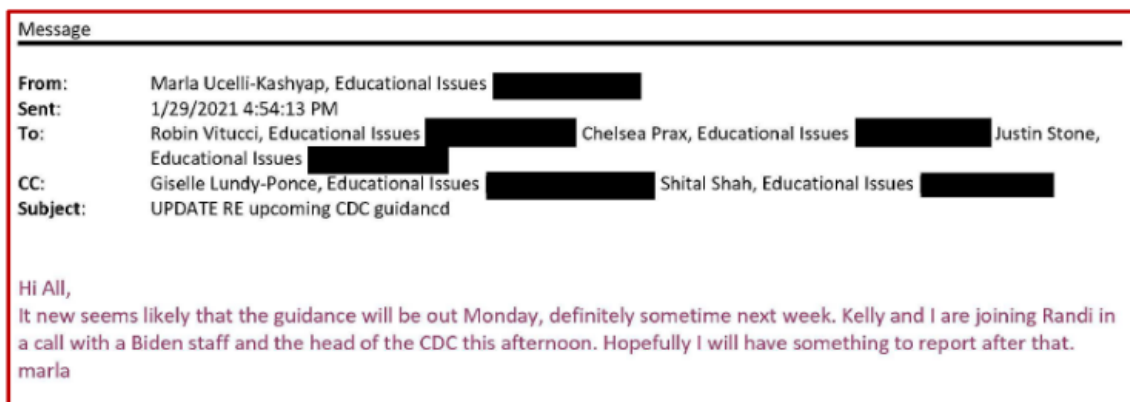 Message
From: Marla Ucelli-Kashyap, Educational Issues
Sent: 1/29/2021 4:54:13 PM
To: Robin Vitucci, Educational Issues Chelsea Prax, Educational Issues Justin Stone,
Educational Issues
CC: Giselle Lundy-Ponce, Educational Issues Shital Shah, Educational Issues
Subject: UPDATE RE upcoming CDC guidancd
Hi All,
It new seems likely that the guidance will be out Monday, definitely sometime next week. Kelly and I are joining Randi in
a call with a Biden staff and the head of the CDC this afternoon. Hopefully I will have something to report after that.
marla